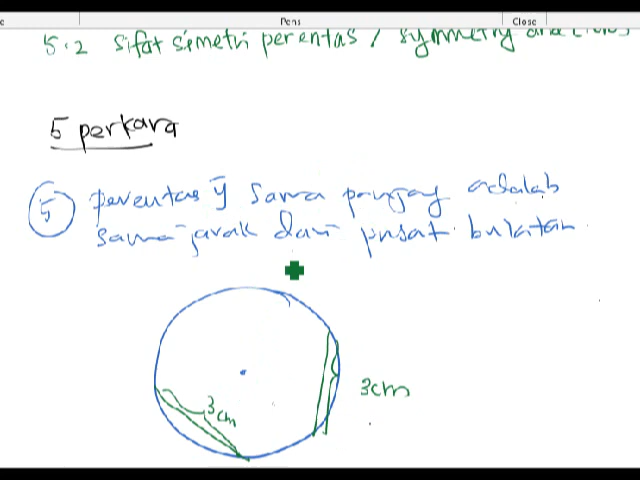 Pens Close
5.2 Sifat simetri perentas / symmetry
5 perkara
5 perentas yg sama panjang adalah
sama jarak dari pusat bulatan
3cm
3cm